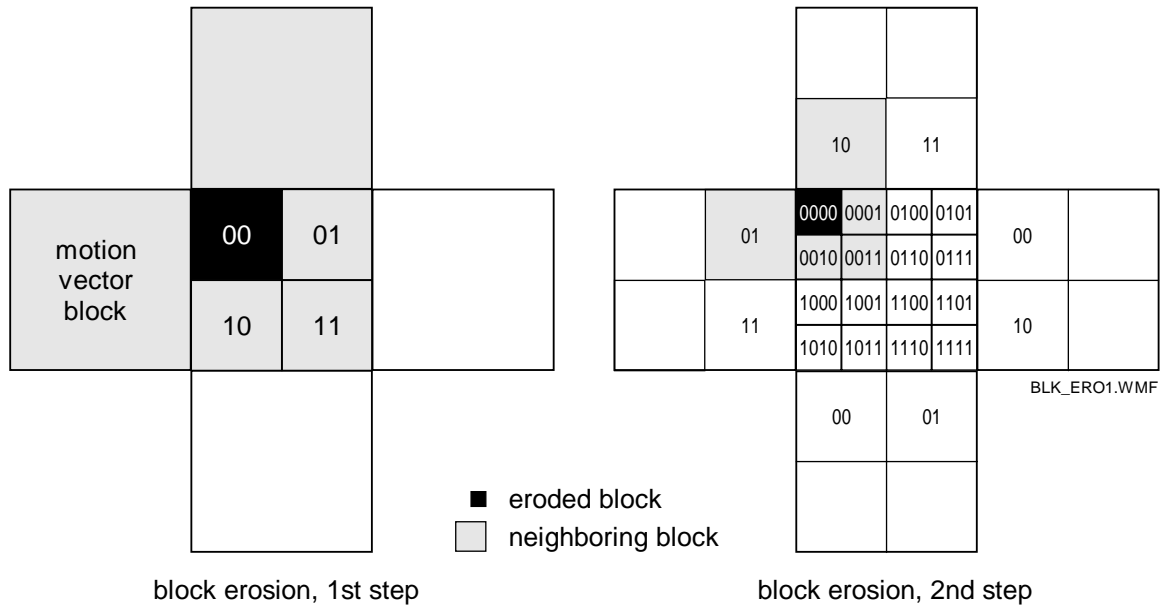 motion
vector
block
00 01
10 11
10 11
01
11
0000 0001 0100 0101
0010 0011 0110 0111
1000 1001 1100 1101
1010 1011 1110 1111
00
10
BLK_ERO1.WMF
00 01
eroded block
neighboring block
block erosion, 1st step
block erosion, 2nd step